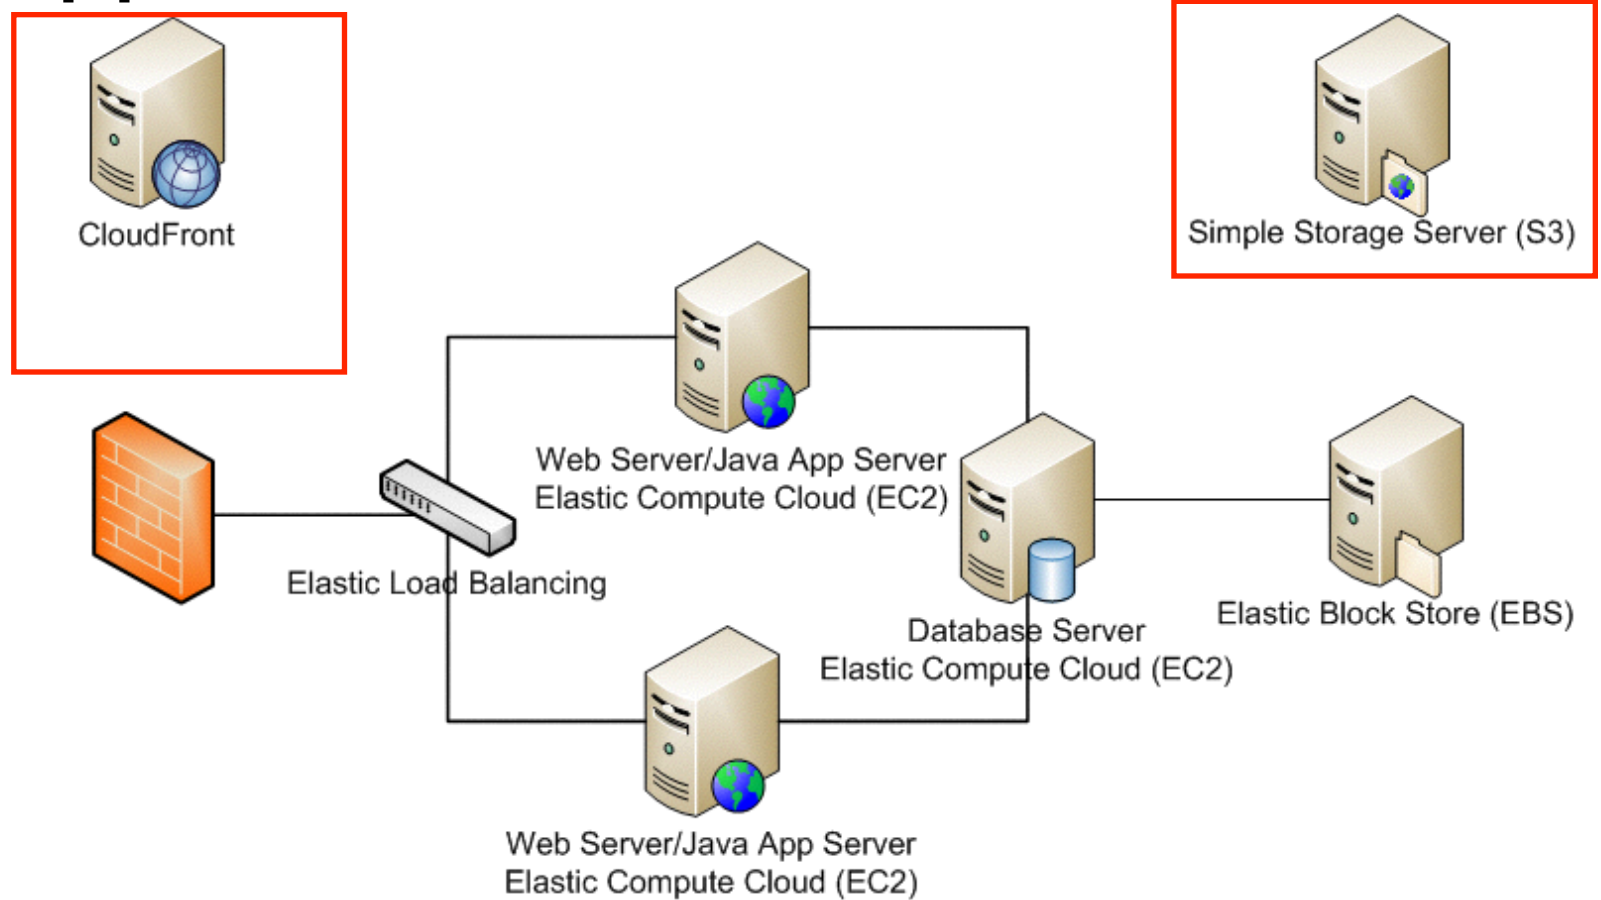 CloudFront
Simple Storage Server (S3)
Web Server/Java App Server
Elastic Compute Cloud (EC2)
Elastic Load Balancing
Database Server
Elastic Compute Cloud (EC2)
Elastic Block Store (EBS)
Web Server/Java App Server
Elastic Compute Cloud (EC2)